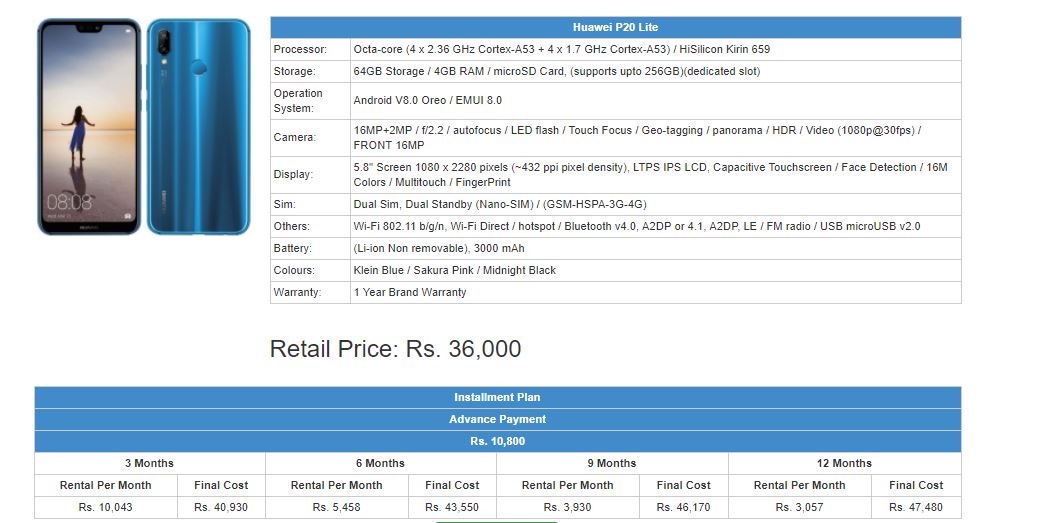 Huawei P20 Lite
Processor: Octa-core (4 x 2.36 GHz Cortex-A53 + 4 x 1.7 GHz Cortex-A53) / HiSilicon Kirin 659
Storage: 64GB Storage / 4GB RAM / microSD Card, (supports upto 256GB)(dedicated slot)
Operation
System: Android V8.0 Oreo / EMUI 8.0
Camera: 16MP+2MP / f/2.2 / autofocus / LED flash / Touch Focus / Geo-tagging / panorama / HDR / Video (1080p@30fps) /
FRONT 16MP
Display: 5.8" Screen 1080 x 2280 pixels (~432 ppi pixel density), LTPS IPS LCD, Capacitive Touchscreen / Face Detection / 16M
Colors / Multitouch / FingerPrint
Sim: Dual Sim, Dual Standby (Nano-SIM) / (GSM-HSPA-3G-4G)
Others: Wi-Fi 802.11 b/g/n, Wi-Fi Direct / hotspot / Bluetooth v4.0, A2DP or 4.1, A2DP, LE / FM radio / USB microUSB v2.0
Battery: (Li-ion Non removable), 3000 mAh
Colours: Klein Blue / Sakura Pink / Midnight Black
Warranty: 1 Year Brand Warranty
08:08
HUAWEI
HUAWEI
Retail Price: Rs. 36,000
Installment Plan
Advance Payment
Rs. 10,800
3 Months 6 Months 9 Months 12 Months
Rental Per Month Final Cost Rental Per Month Final Cost Rental Per Month Final Cost Rental Per Month Final Cost
Rs. 10,043 Rs. 40,930 Rs. 5,458 Rs. 43,550 Rs. 3,930 Rs. 46,170 Rs. 3,057 Rs. 47,480